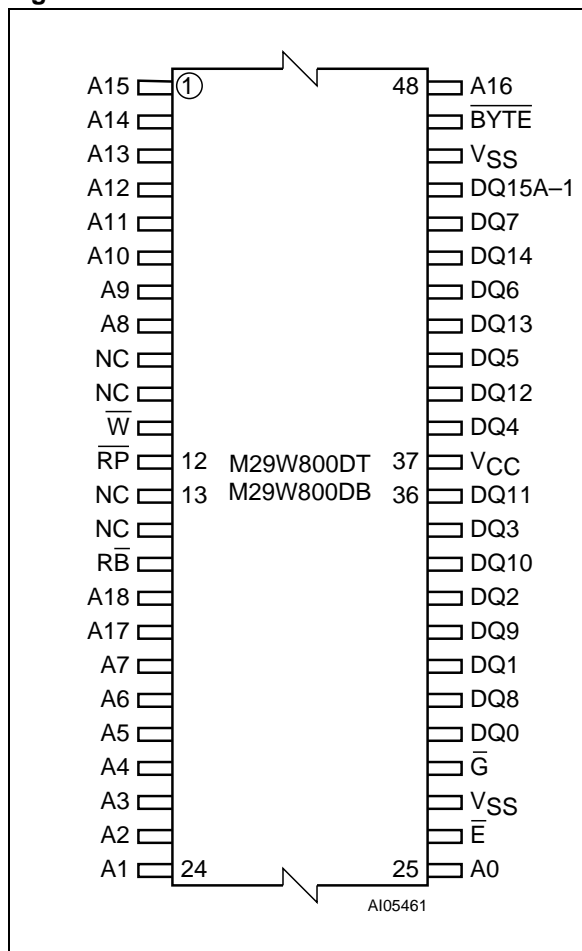 A15 ① 48 A16
A14 B̅Y̅T̅E̅
A13 VSS
A12 DQ15A–1
A11 DQ7
A10 DQ14
A9 DQ6
A8 DQ13
NC DQ5
NC DQ12
W̅ DQ4
R̅P̅ 12 M29W800DT 37 VCC
NC 13 M29W800DB 36 DQ11
NC DQ3
RB̅ DQ10
A18 DQ2
A17 DQ9
A7 DQ1
A6 DQ8
A5 DQ0
A4 G̅
A3 VSS
A2 E̅
A1 24 25 A0
AI05461